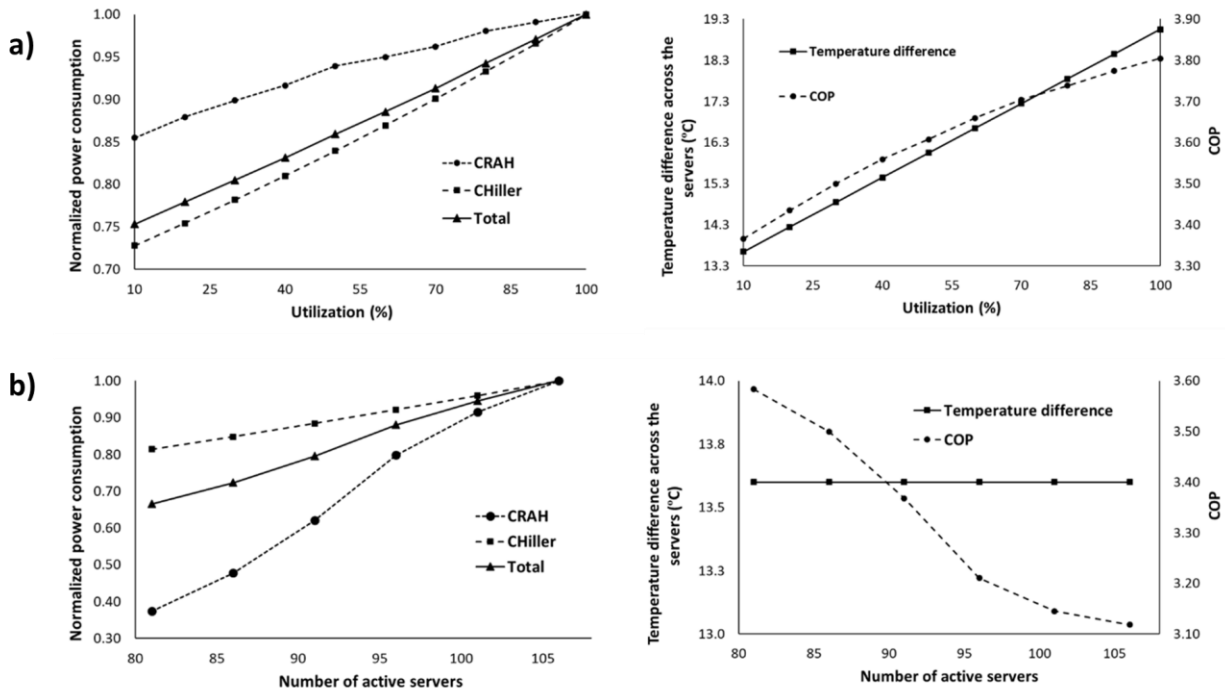 a)
Normalized power consumption
1.00
0.95
0.90
0.85
0.80
0.75
0.70
10 25 40 55 70 85 100
Utilization (%)
CRAH
CHiller
Total
Temperature difference across the
servers (°C)
19.3
18.3
17.3
16.3
15.3
14.3
13.3
10 40 70 100
Utilization (%)
Temperature difference
COP
3.90
3.80
3.70
3.60
3.50
3.40
3.30
COP
b)
Normalized power consumption
1.00
0.90
0.80
0.70
0.60
0.50
0.40
0.30
80 85 90 95 100 105
Number of active servers
CRAH
CHiller
Total
Temperature difference across the
servers (°C)
14.0
13.8
13.5
13.3
13.0
80 85 90 95 100 105
Number of active servers
Temperature difference
COP
3.60
3.50
3.40
3.30
3.20
3.10
COP